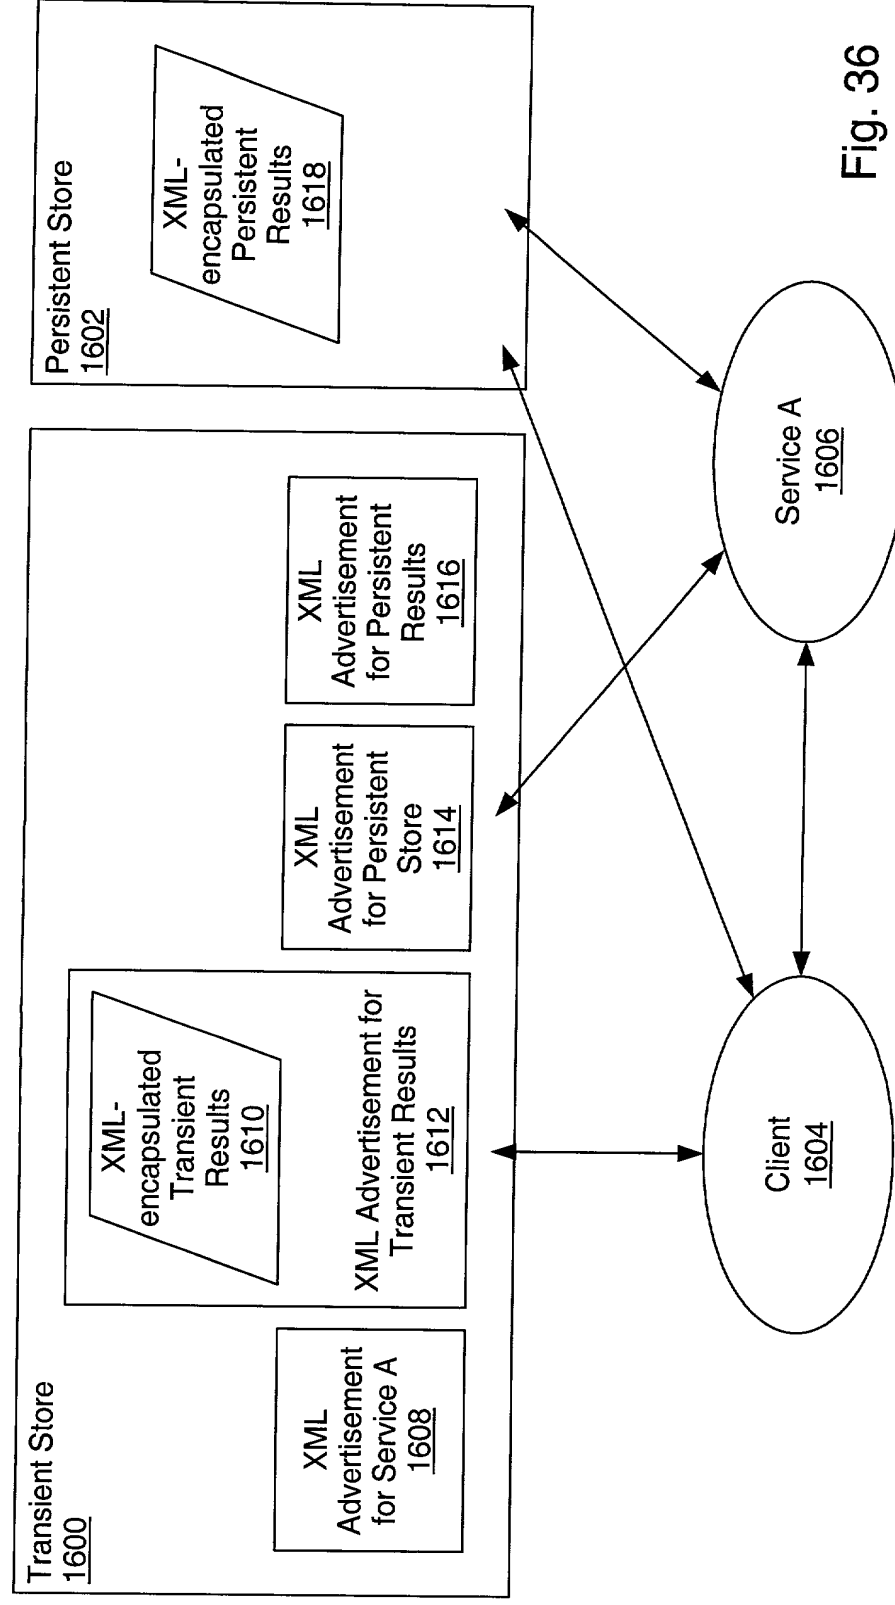 Transient Store
1600
XML
Advertisement
for Service A
1608
XML-
encapsulated
Transient
Results
1610
XML Advertisement for
Transient Results
1612
XML
Advertisement
for Persistent
Store
1614
XML
Advertisement
for Persistent
Results
1616
Persistent Store
1602
XML-
encapsulated
Persistent
Results
1618
Client
1604
Service A
1606
Fig. 36